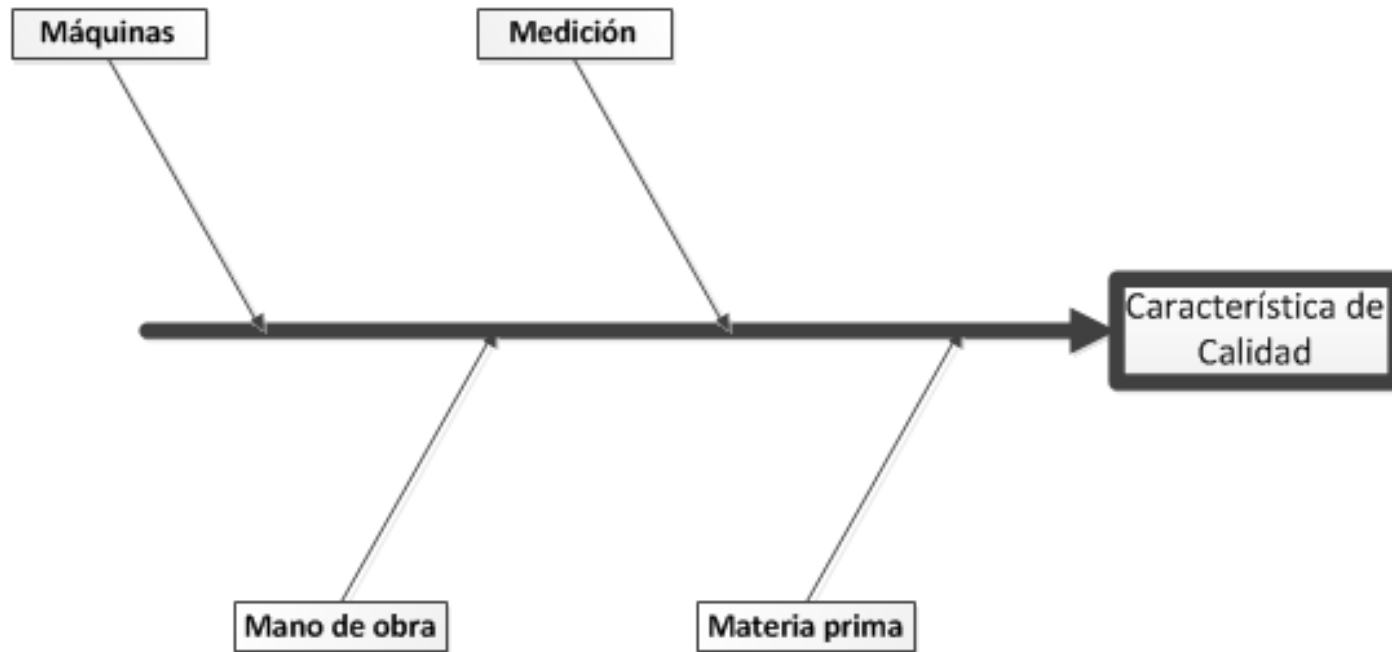 Máquinas
Medición
Característica de
Calidad
Mano de obra
Materia prima